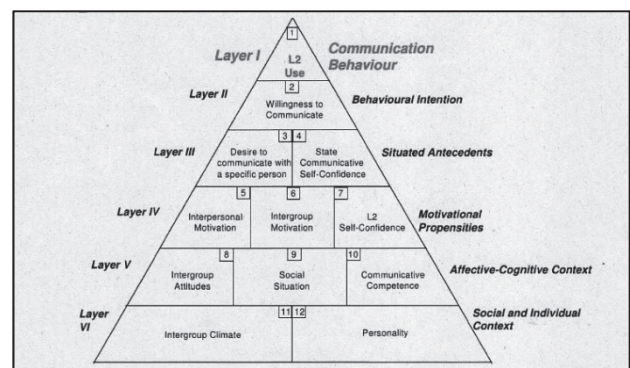 1
Layer I
L2
Use
Communication
Behaviour
2
Layer II
Willingness to
Communicate
Behavioural Intention
3 4
Layer III
Desire to
communicate with
a specific person
State
Communicative
Self-Confidence
Situated Antecedents
5 6 7
Layer IV
Interpersonal
Motivation
Intergroup
Motivation
L2
Self-Confidence
Motivational
Propensities
8 9 10
Layer V
Intergroup
Attitudes
Social
Situation
Communicative
Competence
Affective-Cognitive Context
11 12
Layer
VI
Intergroup Climate
Personality
Social and Individual
Context